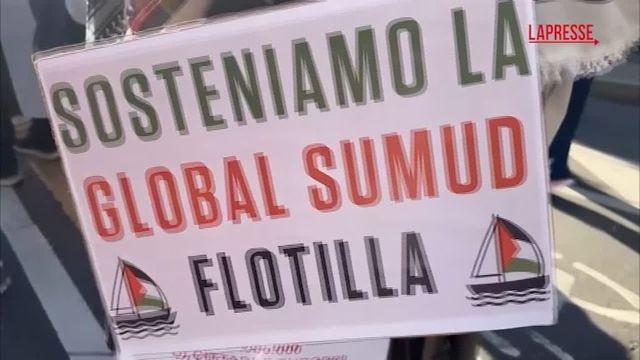 LAPRESSE
SOSTENIAMO LA
GLOBAL SUMUD
FLOTILLA